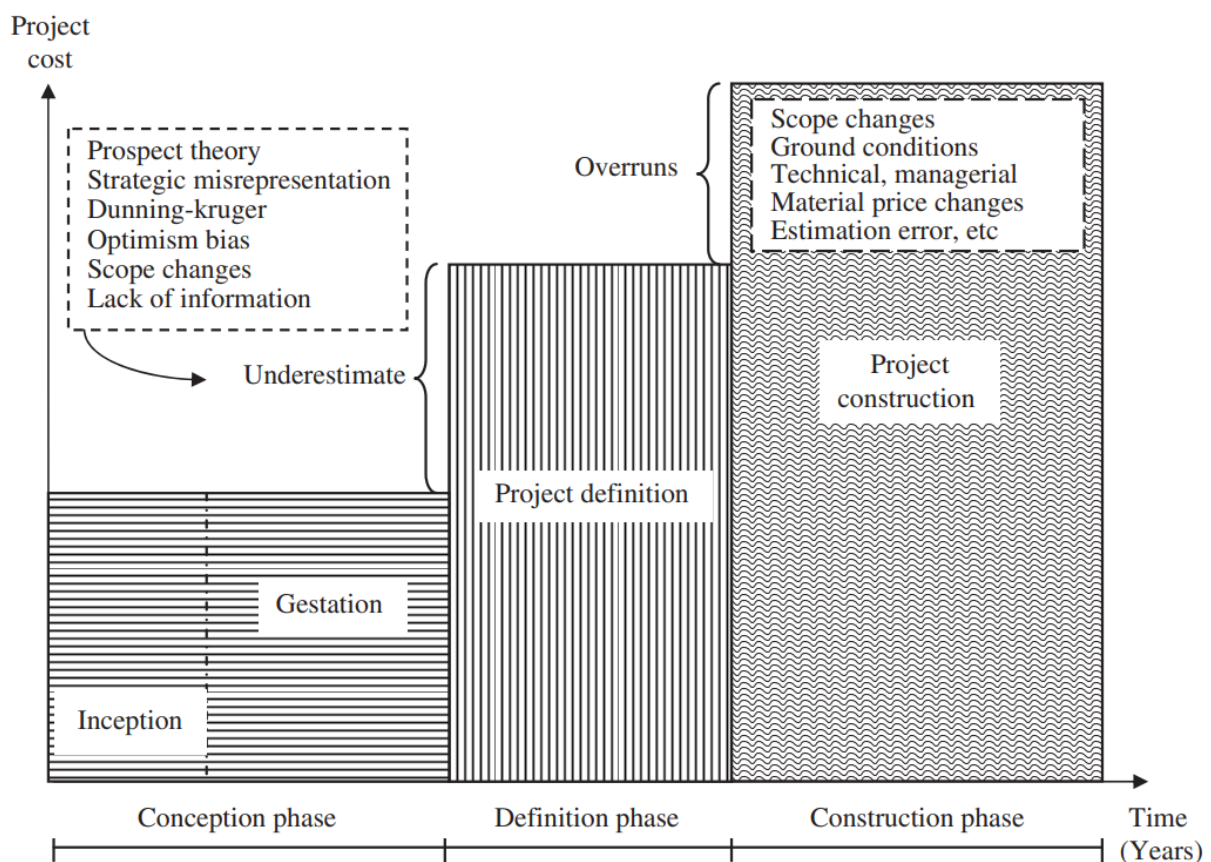 Project
cost
Prospect theory
Strategic misrepresentation
Dunning-kruger
Optimism bias
Scope changes
Lack of information
Underestimate
Overruns
Scope changes
Ground conditions
Technical, managerial
Material price changes
Estimation error, etc
Project
construction
Project definition
Gestation
Inception
Conception phase
Definition phase
Construction phase
Time
(Years)